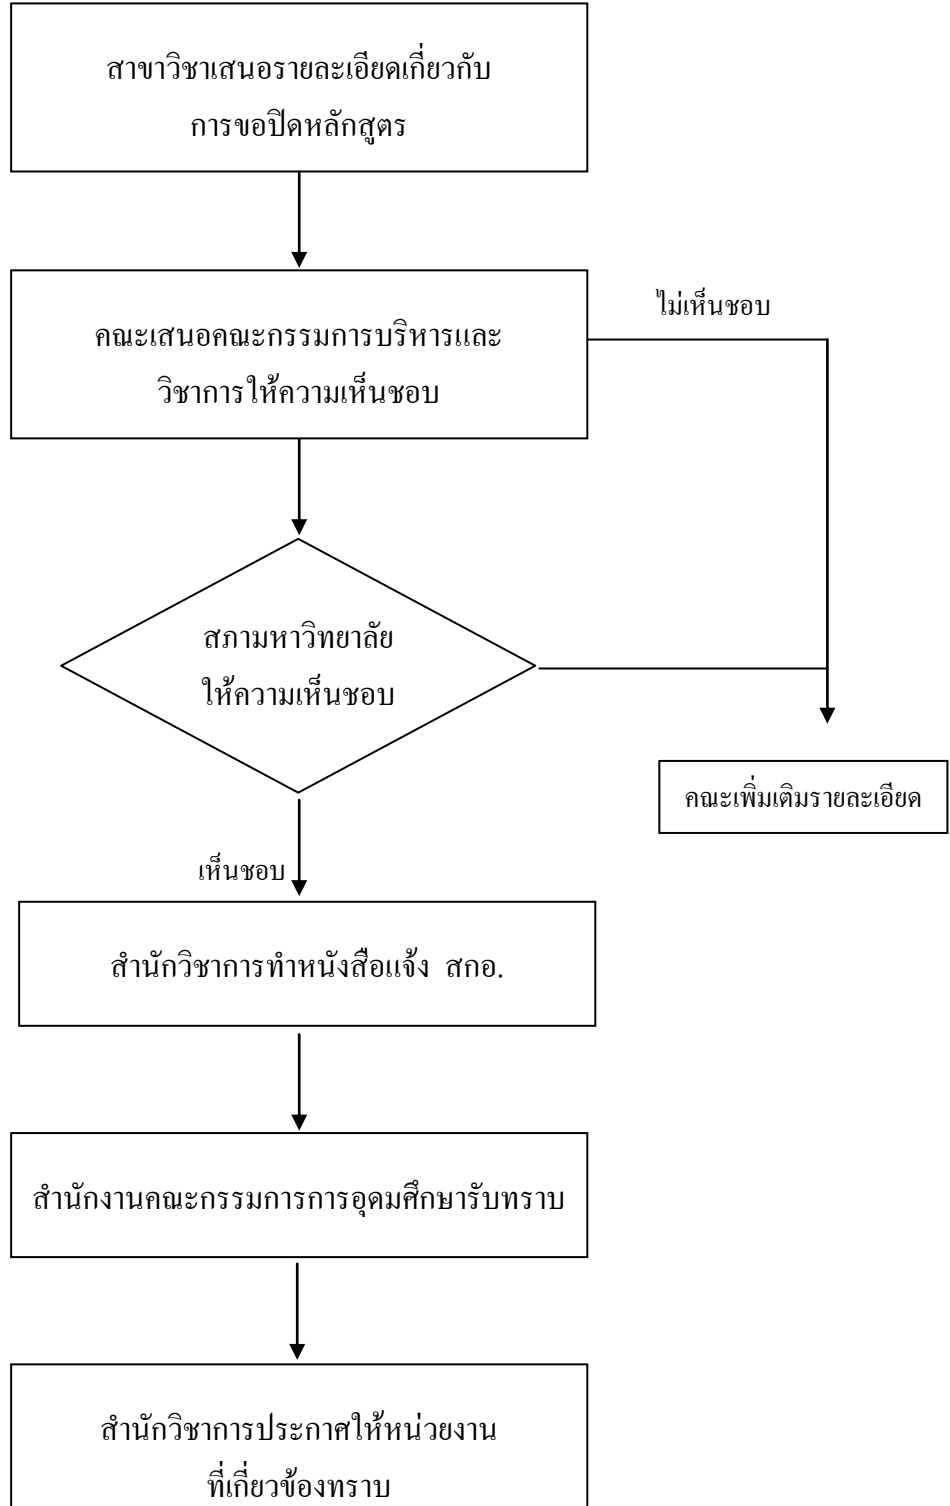 สาขาวิชาเสนอรายละเอียดเกี่ยวกับ
การขอปิดหลักสูตร
คณะเสนอคณะกรรมการบริหารและ
วิชาการให้ความเห็นชอบ
ไม่เห็นชอบ
สภามหาวิทยาลัย
ให้ความเห็นชอบ
คณะเพิ่มเติมรายละเอียด
เห็นชอบ
สำนักวิชาการทำหนังสือแจ้ง สกอ.
สำนักงานคณะกรรมการการอุดมศึกษารับทราบ
สำนักวิชาการประกาศให้หน่วยงาน
ที่เกี่ยวข้องทราบ